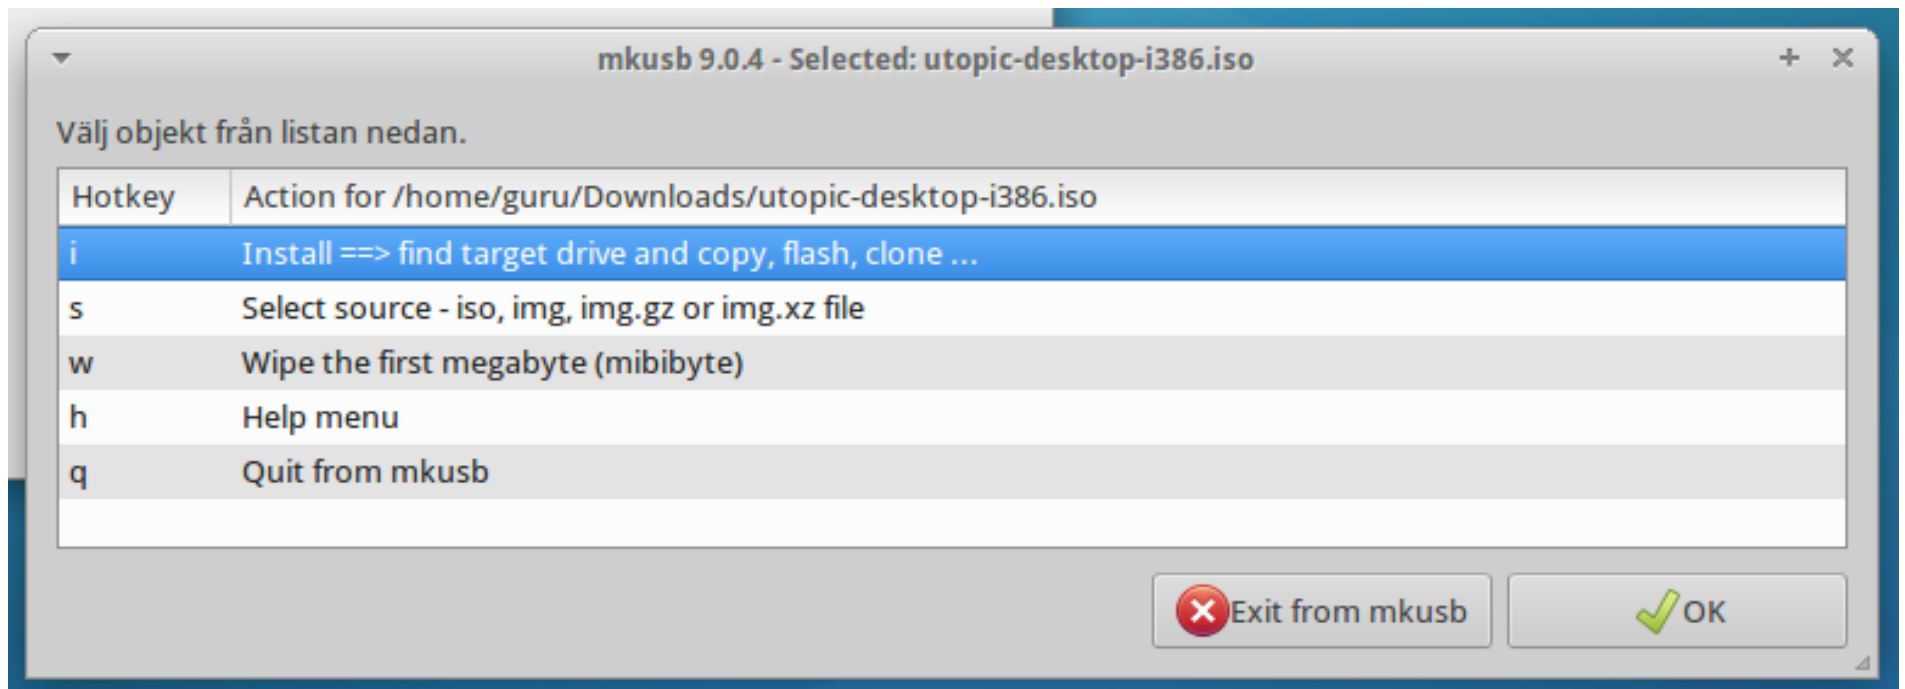 mkusb 9.0.4 - Selected: utopic-desktop-i386.iso
Välj objekt från listan nedan.
Hotkey Action for /home/guru/Downloads/utopic-desktop-i386.iso
i Install ==> find target drive and copy, flash, clone ...
s Select source - iso, img, img.gz or img.xz file
w Wipe the first megabyte (mibibyte)
h Help menu
q Quit from mkusb
Exit from mkusb OK